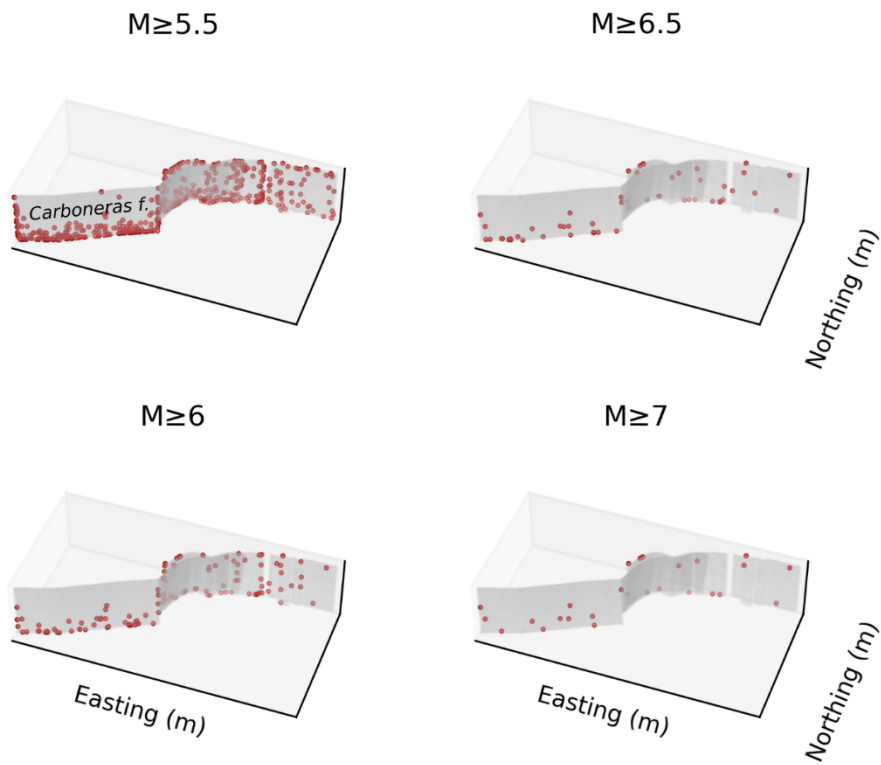 M≥5.5
M≥6.5
Carboneras f.
Northing (m)
M≥6
M≥7
Easting (m)
Easting (m)
Northing (m)